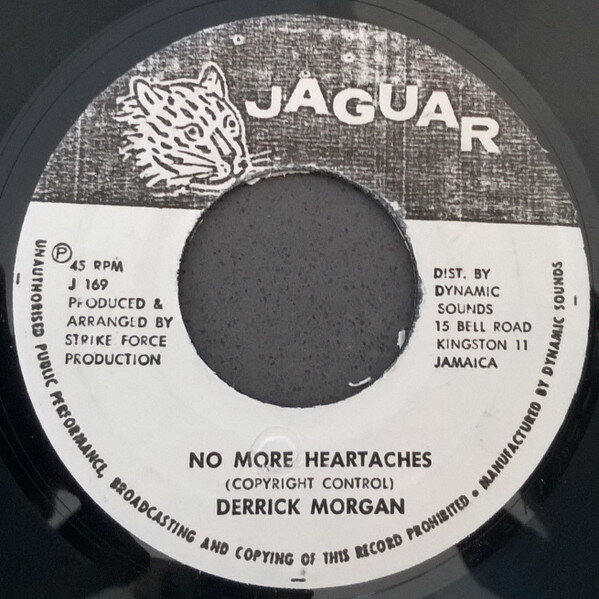 JAGUAR
℗ 45 RPM
J 169
PRODUCED &
ARRANGED BY
STRIKE FORCE
PRODUCTION
DIST. BY
DYNAMIC
SOUNDS
15 BELL ROAD
KINGSTON 11
JAMAICA
NO MORE HEARTACHES
(COPYRIGHT CONTROL)
DERRICK MORGAN
UNAUTHORISED PUBLIC PERFORMANCE, BROADCASTING AND COPYING OF THIS RECORD PROHIBITED • MANUFACTURED BY DYNAMIC SOUNDS